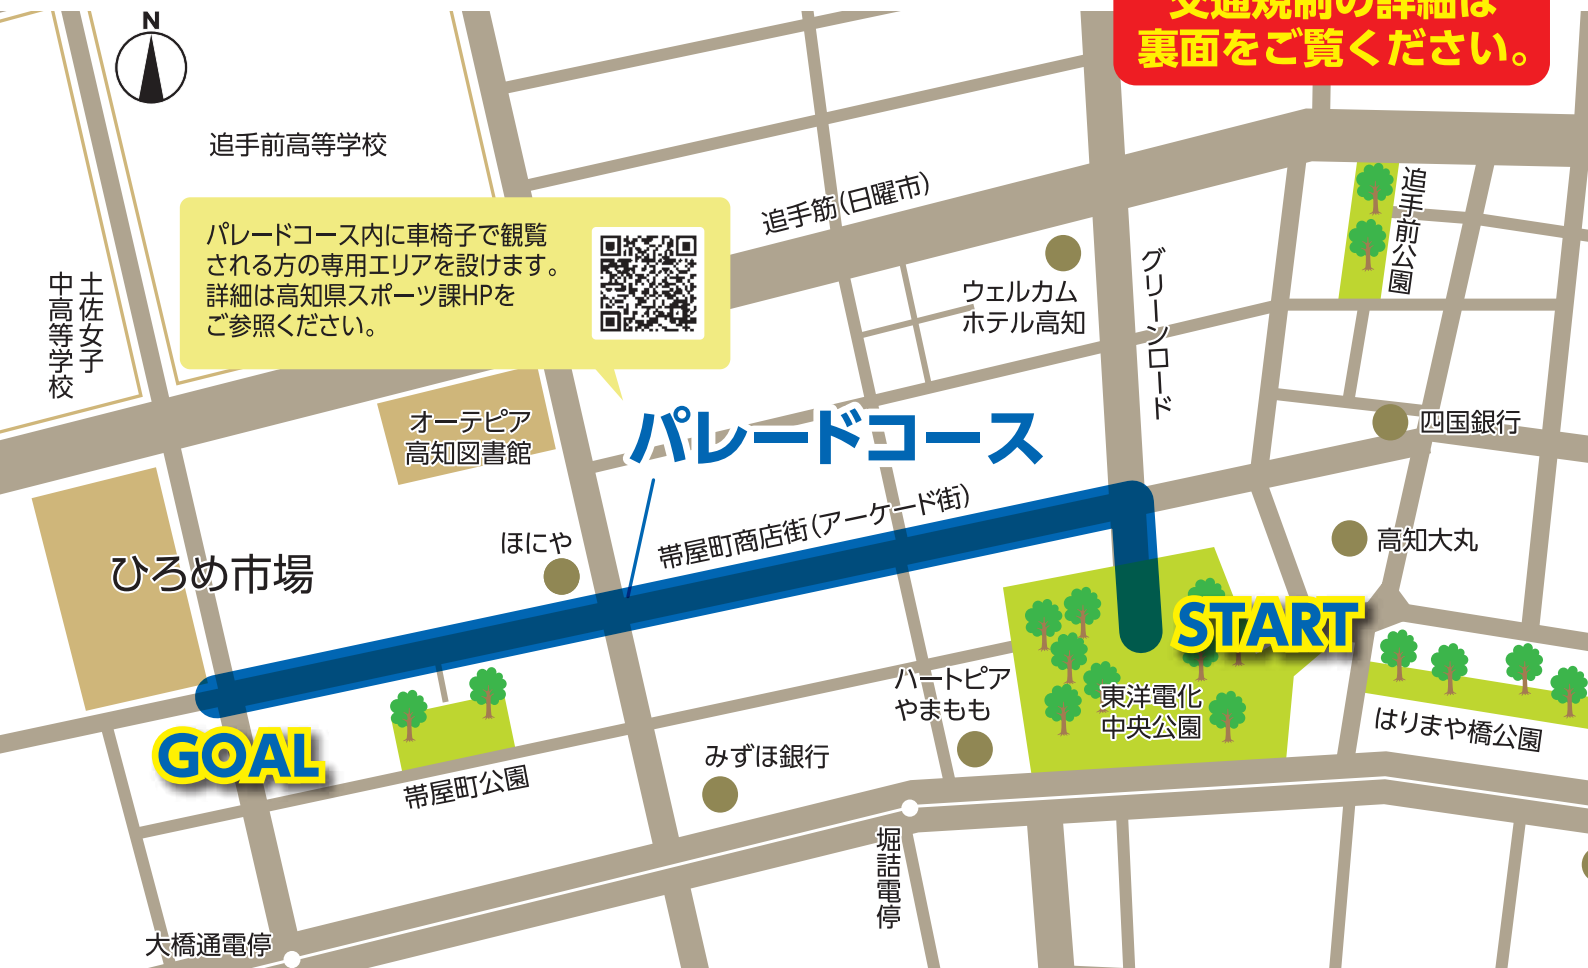 交通規制の詳細は
裏面をご覧ください。
N
追手前高等学校
パレードコース内に車椅子で観覧
される方の専用エリアを設けます。
詳細は高知県スポーツ課HPを
ご参照ください。
追手筋（日曜市）
追手前公園
土佐女子
中高等学校
ウェルカム
ホテル高知
グリーンロード
オーテピア
高知図書館
パレードコース
四国銀行
帯屋町商店街（アーケード街）
ほにや
高知大丸
ひろめ市場
START
ハートピア
やまもも
東洋電化
中央公園
はりまや橋公園
GOAL
みずほ銀行
帯屋町公園
堀詰電停
大橋通電停